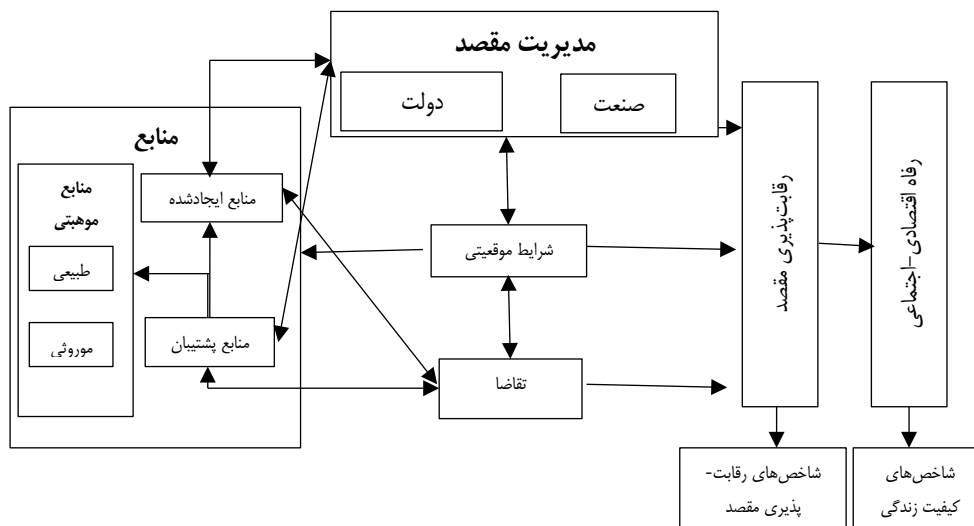 مدیریت مقصد
دولت
صنعت
منابع
منابع
موهبتی
طبیعی
موروثی
منابع ایجادشده
منابع پشتیبان
شرایط موقعیتی
تقاضا
رقابت‌پذیری مقصد
رفاه اقتصادی-اجتماعی
شاخص‌های رقابت-
پذیری مقصد
شاخص‌های
کیفیت زندگی